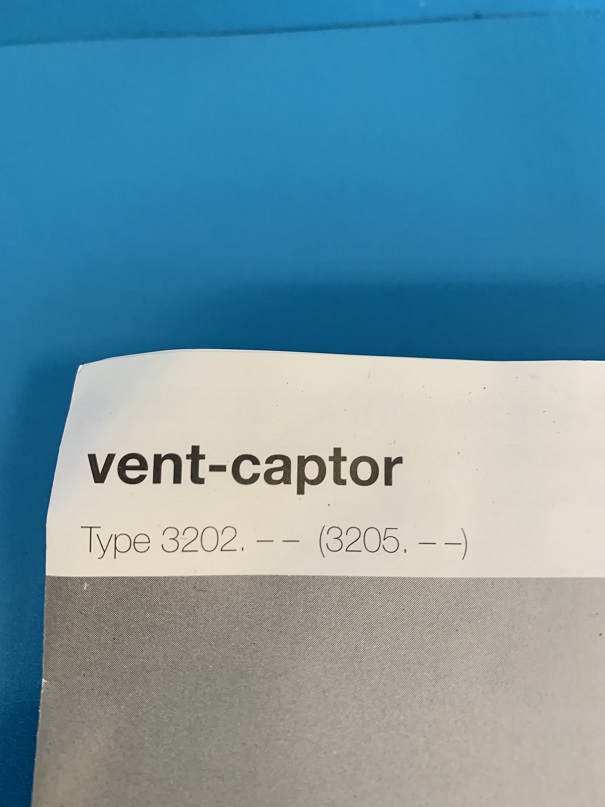 vent-captor
Type 3202. – – (3205. – –)